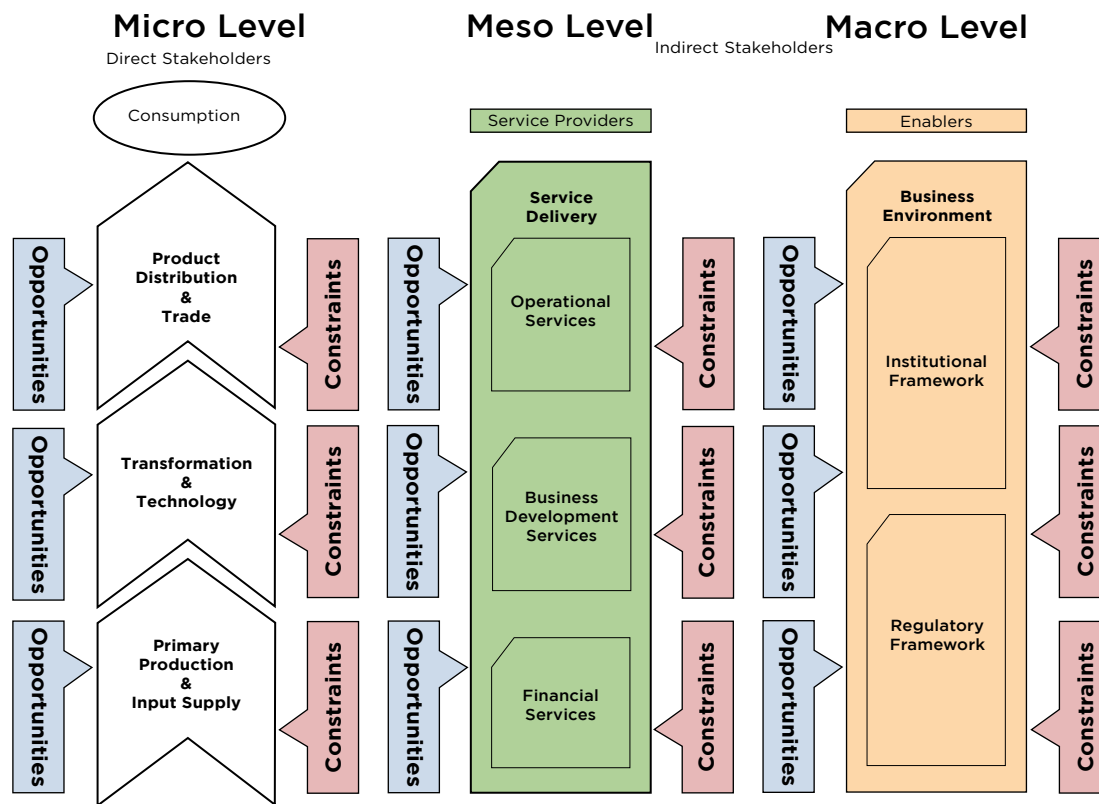 Micro Level
Direct Stakeholders
Consumption
Opportunities
Product
Distribution
&
Trade
Constraints
Opportunities
Transformation
&
Technology
Constraints
Opportunities
Primary
Production
&
Input Supply
Constraints
Meso Level
Indirect Stakeholders
Service Providers
Service
Delivery
Opportunities
Operational
Services
Constraints
Opportunities
Business
Development
Services
Constraints
Opportunities
Financial
Services
Constraints
Macro Level
Enablers
Business
Environment
Opportunities
Institutional
Framework
Constraints
Opportunities
Constraints
Opportunities
Regulatory
Framework
Constraints